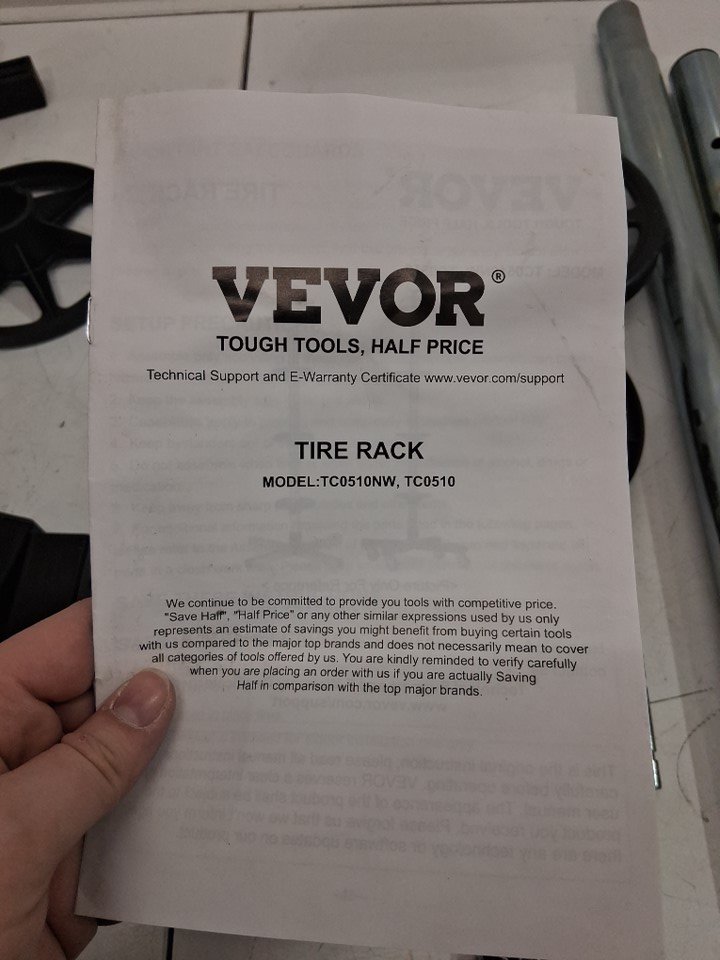 VEVOR®
TOUGH TOOLS, HALF PRICE
Technical Support and E-Warranty Certificate www.vevor.com/support
TIRE RACK
MODEL:TC0510NW, TC0510
We continue to be committed to provide you tools with competitive price.
"Save Half", "Half Price" or any other similar expressions used by us only
represents an estimate of savings you might benefit from buying certain tools
with us compared to the major top brands and does not necessarily mean to cover
all categories of tools offered by us. You are kindly reminded to verify carefully
when you are placing an order with us if you are actually Saving
Half in comparison with the top major brands.